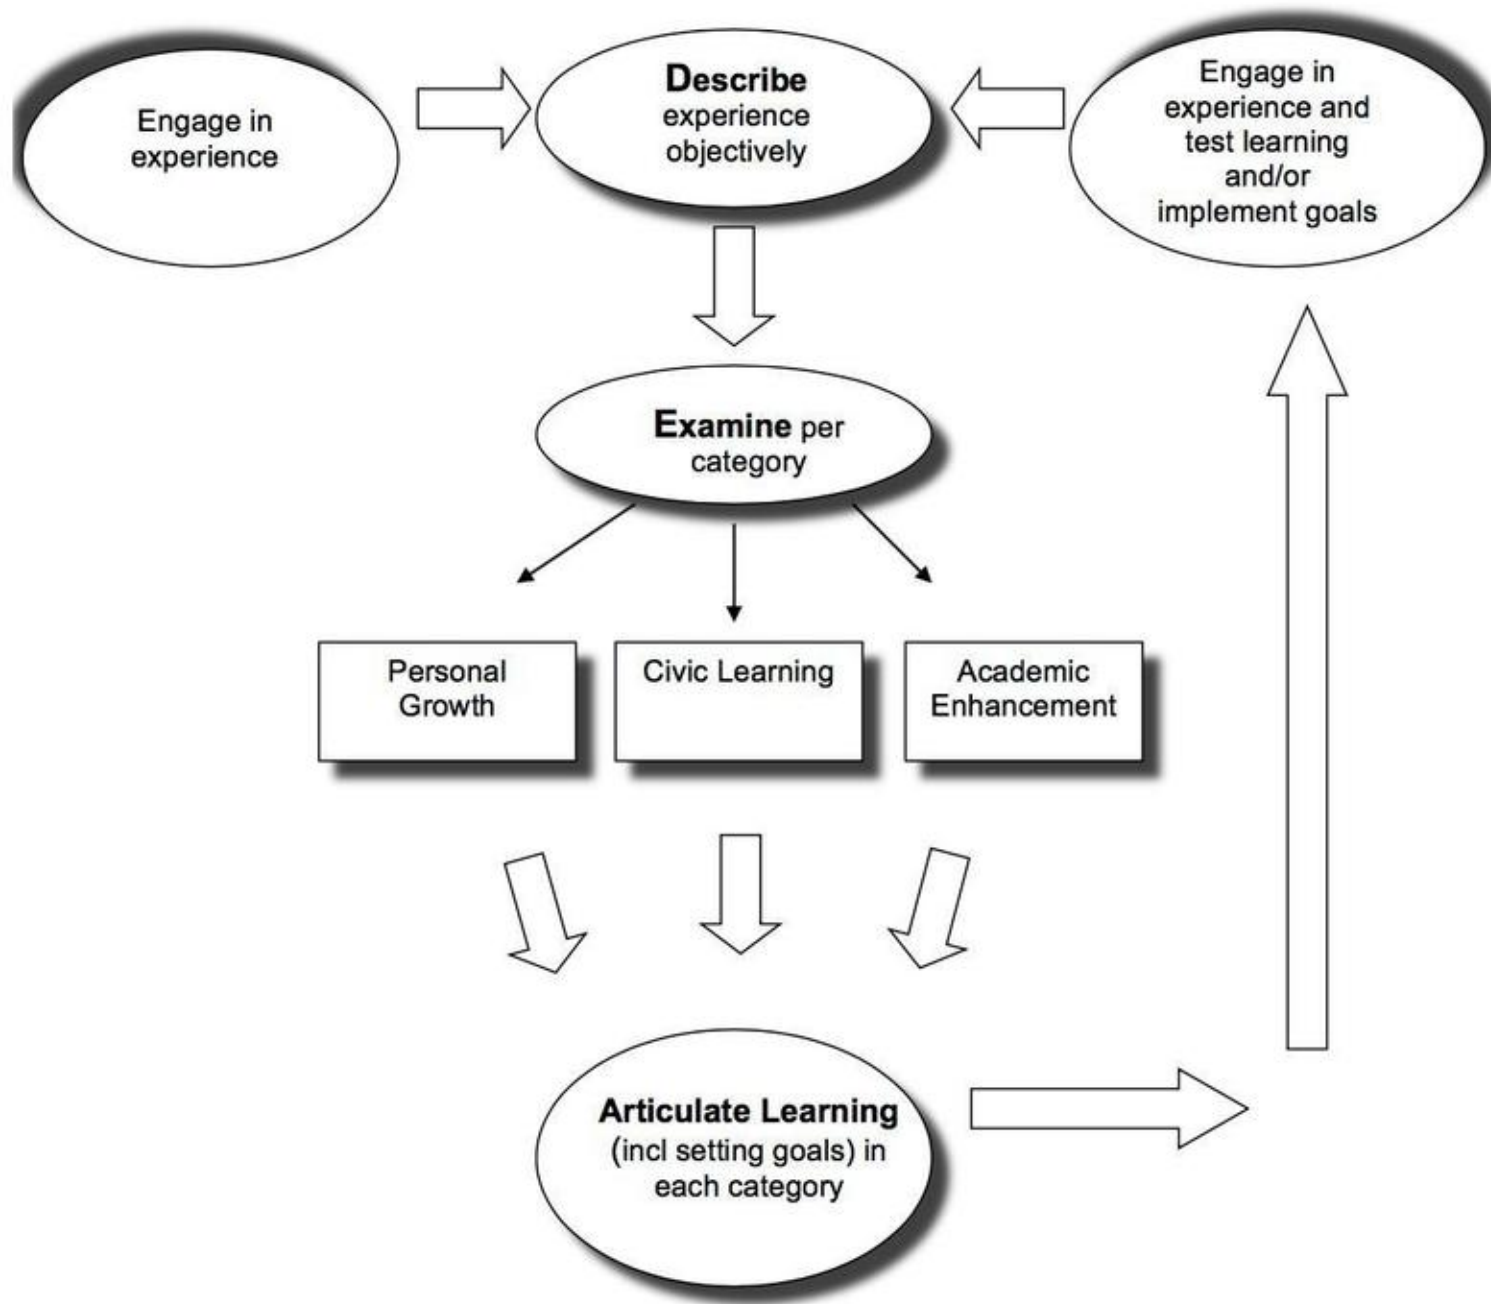 Engage in
experience
Describe
experience
objectively
Engage in
experience and
test learning
and/or
implement goals
Examine per
category
Personal
Growth
Civic Learning
Academic
Enhancement
Articulate Learning
(incl setting goals) in
each category